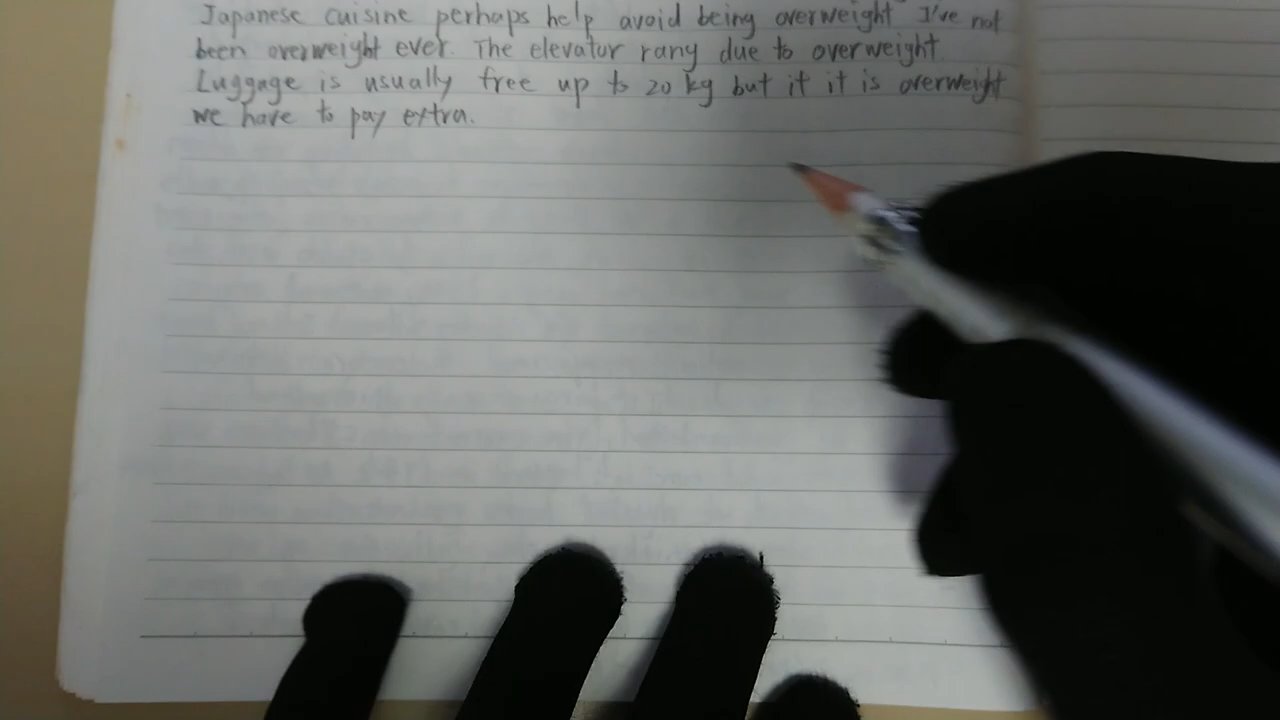 Japanese cuisine perhaps help avoid being overweight I've not
been overweight ever. The elevator rang due to overweight.
Luggage is usually free up to 20 kg but it it is overweight
we have to pay extra.